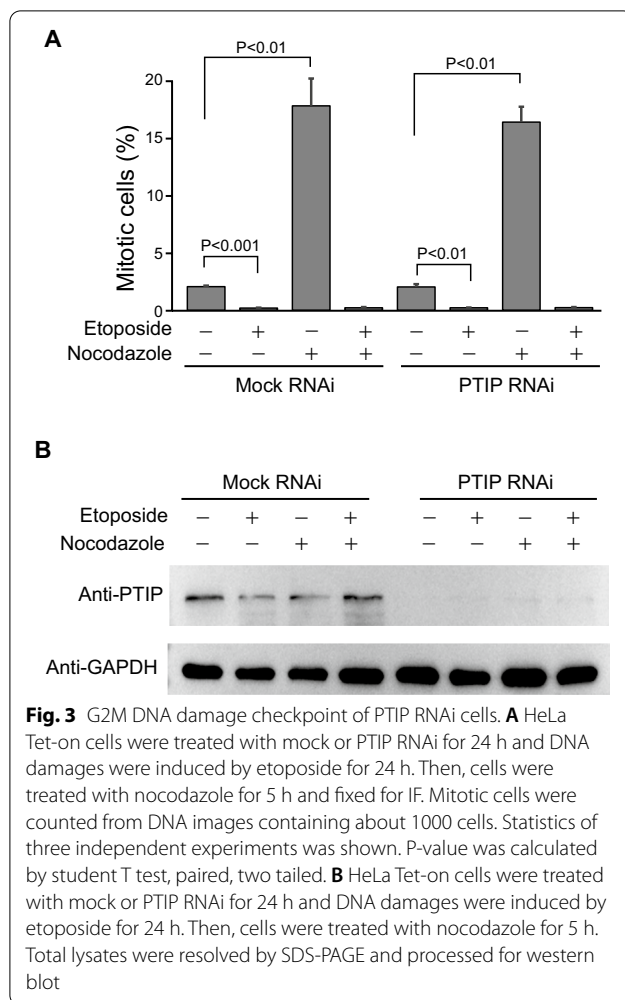 A
P<0.01
P<0.01
20
15
10
5
0
Mitotic cells (%)
P<0.001
P<0.01
Etoposide − + − + − + − +
Nocodazole − − + + − − + +
Mock RNAi PTIP RNAi
B
Mock RNAi PTIP RNAi
Etoposide − + − + − + − +
Nocodazole − − + + − − + +
Anti-PTIP
Anti-GAPDH
Fig. 3 G2M DNA damage checkpoint of PTIP RNAi cells. A HeLa
Tet-on cells were treated with mock or PTIP RNAi for 24 h and DNA
damages were induced by etoposide for 24 h. Then, cells were
treated with nocodazole for 5 h and fixed for IF. Mitotic cells were
counted from DNA images containing about 1000 cells. Statistics of
three independent experiments was shown. P-value was calculated
by student T test, paired, two tailed. B HeLa Tet-on cells were treated
with mock or PTIP RNAi for 24 h and DNA damages were induced by
etoposide for 24 h. Then, cells were treated with nocodazole for 5 h.
Total lysates were resolved by SDS-PAGE and processed for western
blot